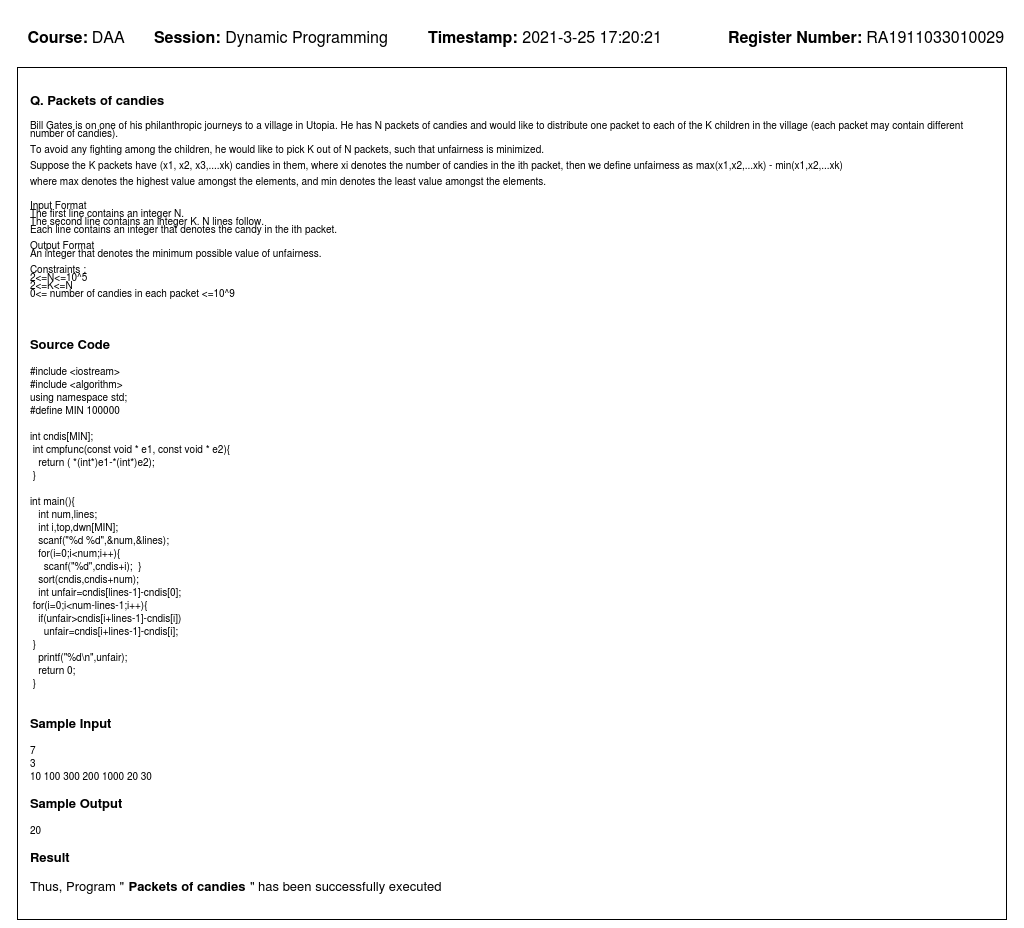 Course: DAA Session: Dynamic Programming Timestamp: 2021-3-25 17:20:21 Register Number: RA1911033010029
Q. Packets of candies
Bill Gates is on one of his philanthropic journeys to a village in Utopia. He has N packets of candies and would like to distribute one packet to each of the K children in the village (each packet may contain different
number of candies).
To avoid any fighting among the children, he would like to pick K out of N packets, such that unfairness is minimized.
Suppose the K packets have (x1, x2, x3,....xk) candies in them, where xi denotes the number of candies in the ith packet, then we define unfairness as max(x1,x2,...xk) - min(x1,x2,...xk)
where max denotes the highest value amongst the elements, and min denotes the least value amongst the elements.
Input Format
The first line contains an integer N.
The second line contains an integer K. N lines follow.
Each line contains an integer that denotes the candy in the ith packet.
Output Format
An integer that denotes the minimum possible value of unfairness.
Constraints :
2<=N<=10^5
2<=K<=N
0<= number of candies in each packet <=10^9
Source Code
#include <iostream>
#include <algorithm>
using namespace std;
#define MIN 100000
int cndis[MIN];
int cmpfunc(const void * e1, const void * e2){
return ( *(int*)e1-*(int*)e2);
}
int main(){
int num,lines;
int i,top,dwn[MIN];
scanf("%d %d",&num,&lines);
for(i=0;i<num;i++){
scanf("%d",cndis+i); }
sort(cndis,cndis+num);
int unfair=cndis[lines-1]-cndis[0];
for(i=0;i<num-lines-1;i++){
if(unfair>cndis[i+lines-1]-cndis[i])
unfair=cndis[i+lines-1]-cndis[i];
}
printf("%d\n",unfair);
return 0;
}
Sample Input
7
3
10 100 300 200 1000 20 30
Sample Output
20
Result
Thus, Program " Packets of candies " has been successfully executed